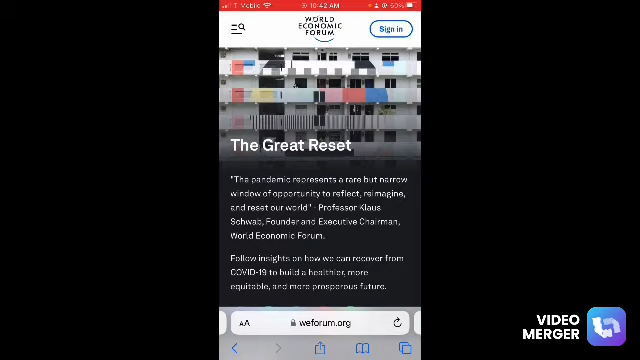 T-Mobile
10:42 AM
69%
WORLD
ECONOMIC
FORUM
Sign in
The Great Reset
"The pandemic represents a rare but narrow
window of opportunity to reflect, reimagine,
and reset our world" - Professor Klaus
Schwab, Founder and Executive Chairman,
World Economic Forum.
Follow insights on how we can recover from
COVID-19 to build a healthier, more
equitable, and more prosperous future.
AA
weforum.org
VIDEO
MERGER